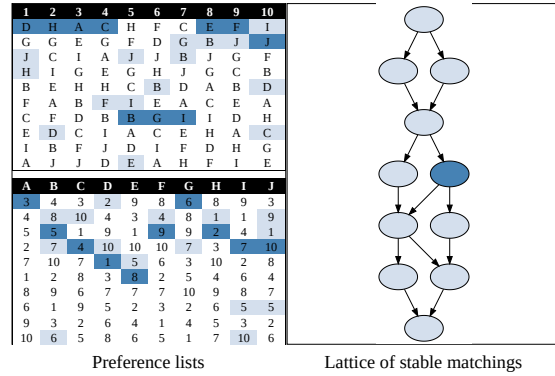 1 2 3 4 5 6 7 8 9 10
D H A C H F C E F I
G G E G F D G B J J
J C I A J J B J G F
H I G E G H J G C B
B E H H C B D A B D
F A B F I E A C E A
C F D B B G I I D H
E D C I A C E H A C
I B F J D I F D H G
A J J D E A H F I E
A B C D E F G H I J
3 4 3 2 9 8 6 8 9 3
4 8 10 4 3 4 8 1 1 9
5 5 1 9 1 9 9 2 4 1
2 7 4 10 10 10 7 3 7 10
7 10 7 1 5 6 3 10 2 8
1 2 8 3 8 2 5 4 6 4
8 9 6 7 7 7 10 9 8 7
6 1 9 5 2 3 2 6 5 5
9 3 2 6 4 1 4 5 3 2
10 6 5 8 6 5 1 7 10 6
Preference lists
Lattice of stable matchings